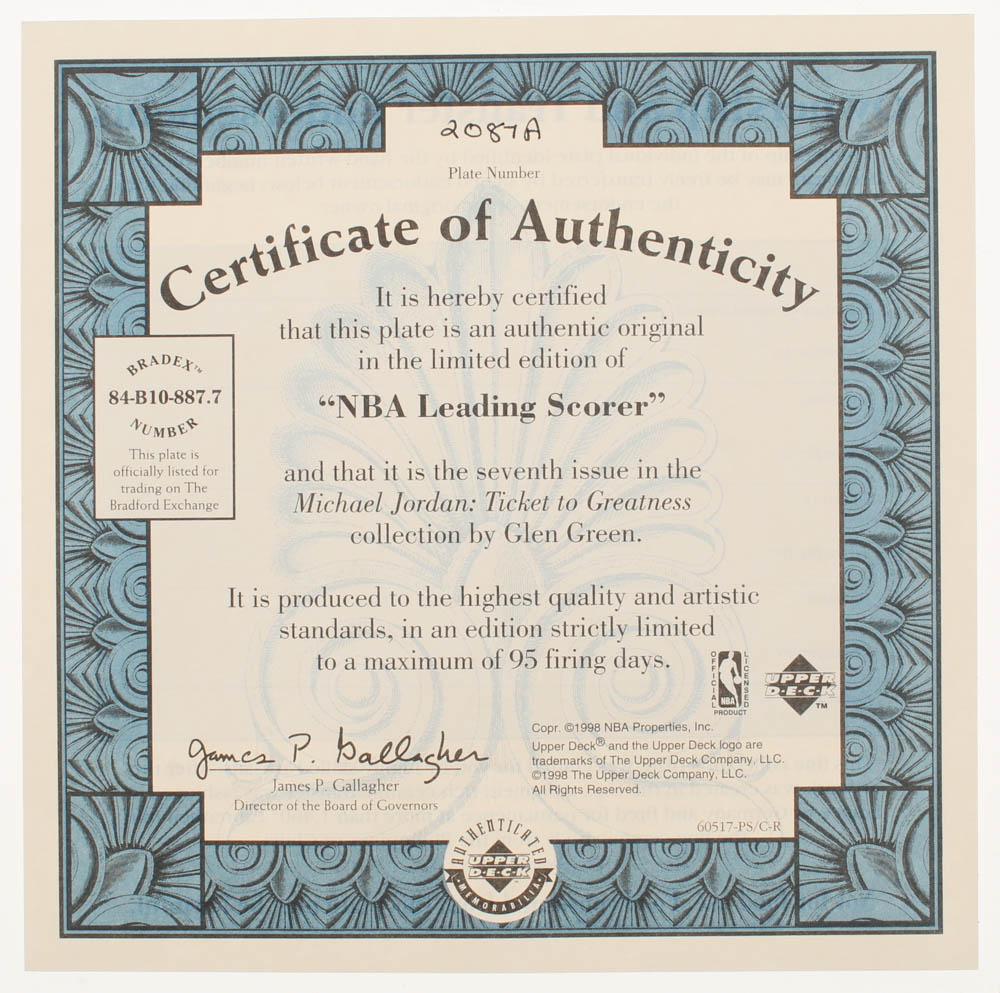 2087A
Plate Number
Certificate of Authenticity
It is hereby certified
that this plate is an authentic original
in the limited edition of
“NBA Leading Scorer”
and that it is the seventh issue in the
Michael Jordan: Ticket to Greatness
collection by Glen Green.
It is produced to the highest quality and artistic
standards, in an edition strictly limited
to a maximum of 95 firing days.
BRADEX™
84-B10-887.7
NUMBER
This plate is
officially listed for
trading on The
Bradford Exchange
OFFICIAL LICENSED
NBA
PRODUCT
UPPER
D·E·C·K
TM
James P. Gallagher
James P. Gallagher
Director of the Board of Governors
Copr. ©1998 NBA Properties, Inc.
Upper Deck® and the Upper Deck logo are
trademarks of The Upper Deck Company, LLC.
©1998 The Upper Deck Company, LLC.
All Rights Reserved.
60517-PS/C-R
AUTHENTICATED
UPPER
D·E·C·K
MEMORABILIA